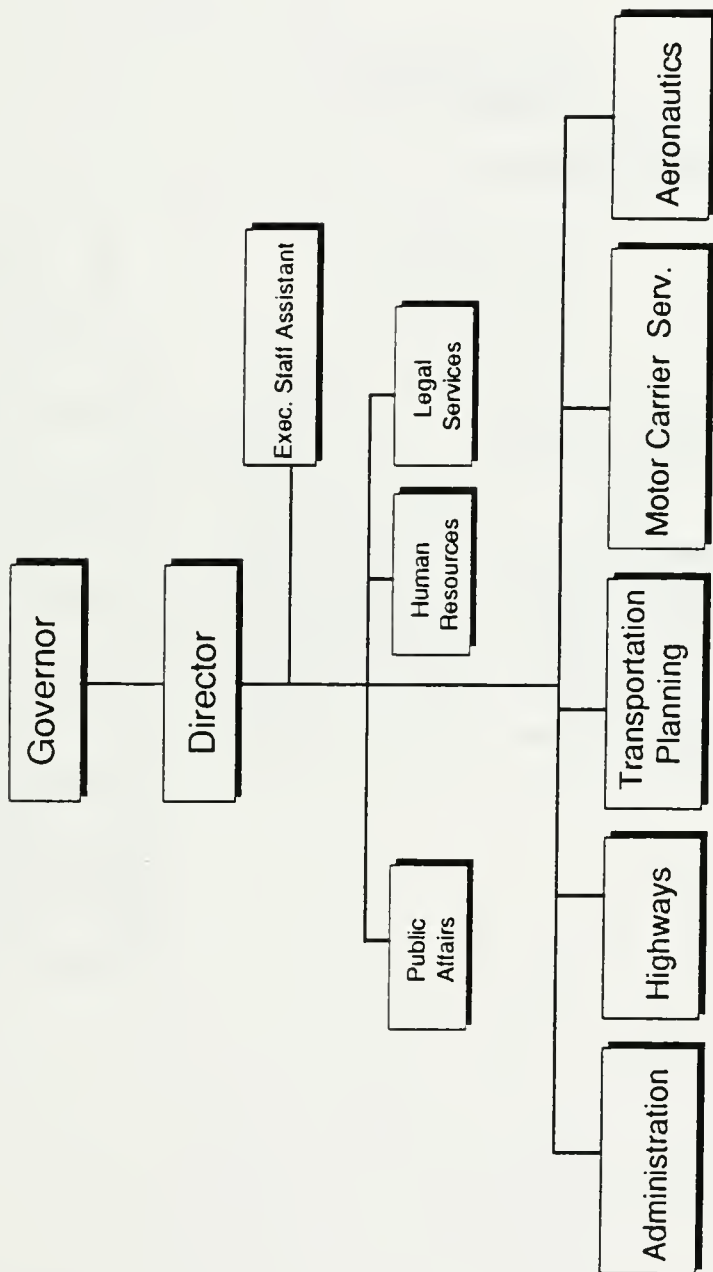 Governor
Director
Exec. Staff Assistant
Public
Affairs
Human
Resources
Legal
Services
Administration
Highways
Transportation
Planning
Motor Carrier Serv.
Aeronautics